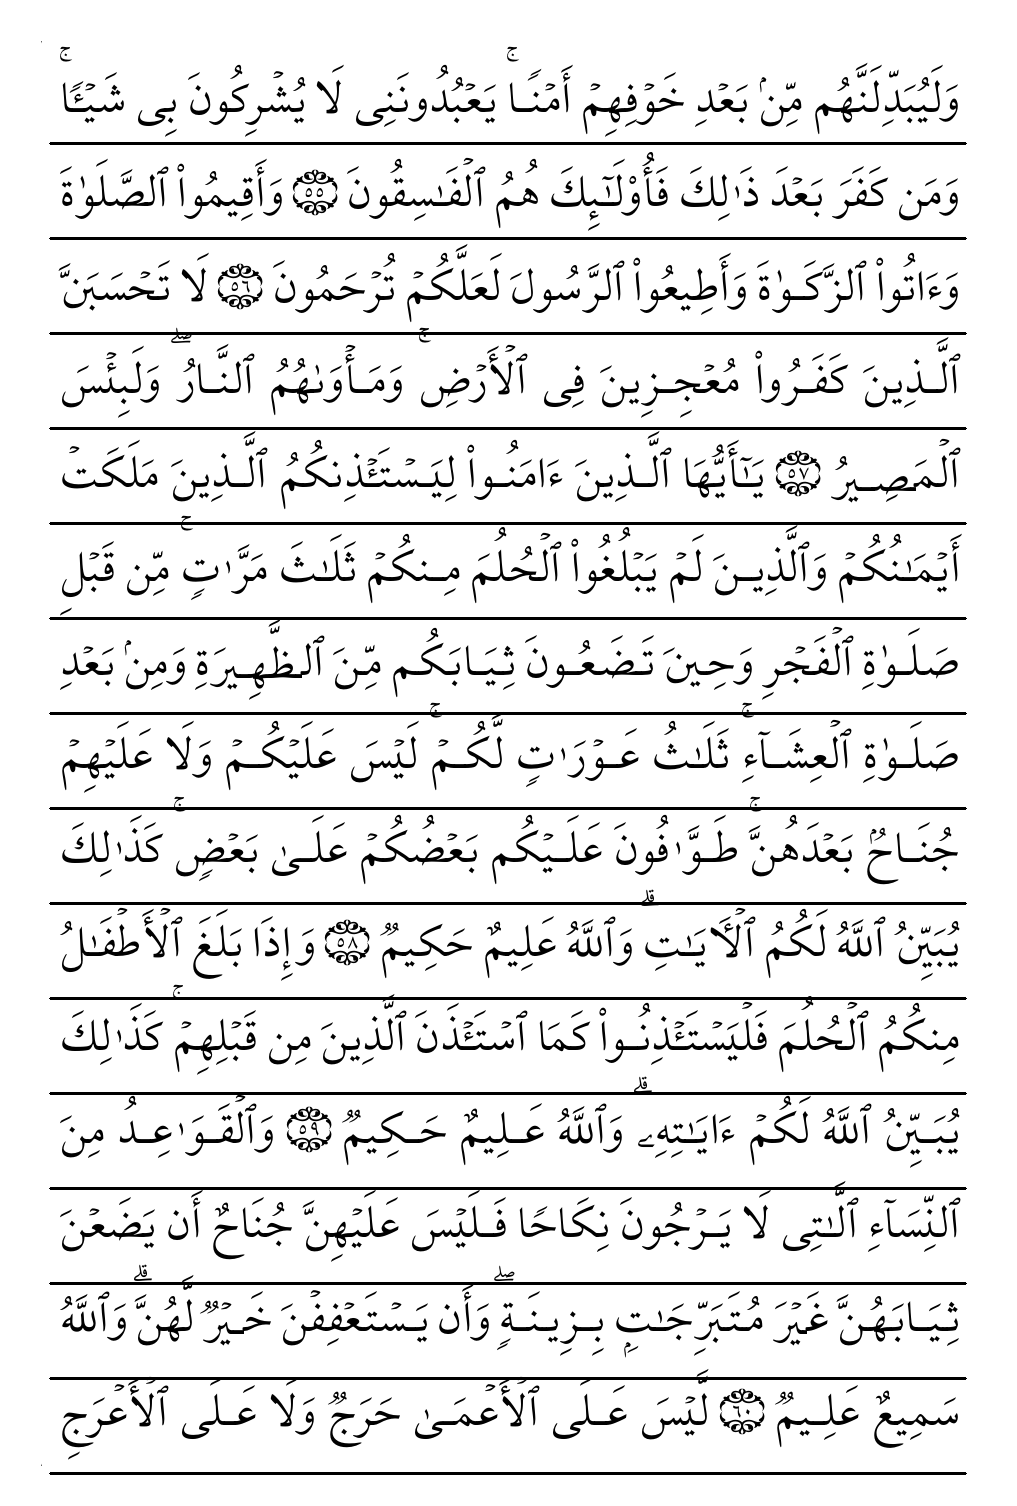 وَلَيُبَدِّلَنَّهُم مِّنۢ بَعۡدِ خَوۡفِهِمۡ أَمۡنٗاۚ يَعۡبُدُونَنِي لَا يُشۡرِكُونَ بِي شَيۡـٔٗاۚ
وَمَن كَفَرَ بَعۡدَ ذَٰلِكَ فَأُوْلَٰٓئِكَ هُمُ ٱلۡفَٰسِقُونَ ۝٥٥ وَأَقِيمُواْ ٱلصَّلَوٰةَ
وَءَاتُواْ ٱلزَّكَوٰةَ وَأَطِيعُواْ ٱلرَّسُولَ لَعَلَّكُمۡ تُرۡحَمُونَ ۝٥٦ لَا تَحۡسَبَنَّ
ٱلَّذِينَ كَفَرُواْ مُعۡجِزِينَ فِي ٱلۡأَرۡضِۚ وَمَأۡوَىٰهُمُ ٱلنَّارُۖ وَلَبِئۡسَ
ٱلۡمَصِيرُ ۝٥٧ يَٰٓأَيُّهَا ٱلَّذِينَ ءَامَنُواْ لِيَسۡتَـٔۡذِنكُمُ ٱلَّذِينَ مَلَكَتۡ
أَيۡمَٰنُكُمۡ وَٱلَّذِينَ لَمۡ يَبۡلُغُواْ ٱلۡحُلُمَ مِنكُمۡ ثَلَٰثَ مَرَّٰتٖۚ مِّن قَبۡلِ
صَلَوٰةِ ٱلۡفَجۡرِ وَحِينَ تَضَعُونَ ثِيَابَكُم مِّنَ ٱلظَّهِيرَةِ وَمِنۢ بَعۡدِ
صَلَوٰةِ ٱلۡعِشَآءِۚ ثَلَٰثُ عَوۡرَٰتٖ لَّكُمۡۚ لَيۡسَ عَلَيۡكُمۡ وَلَا عَلَيۡهِمۡ
جُنَاحُۢ بَعۡدَهُنَّۚ طَوَّٰفُونَ عَلَيۡكُم بَعۡضُكُمۡ عَلَىٰ بَعۡضٖۚ كَذَٰلِكَ
يُبَيِّنُ ٱللَّهُ لَكُمُ ٱلۡأٓيَٰتِۗ وَٱللَّهُ عَلِيمٌ حَكِيمٞ ۝٥٨ وَإِذَا بَلَغَ ٱلۡأَطۡفَٰلُ
مِنكُمُ ٱلۡحُلُمَ فَلۡيَسۡتَـٔۡذِنُواْ كَمَا ٱسۡتَـٔۡذَنَ ٱلَّذِينَ مِن قَبۡلِهِمۡۚ كَذَٰلِكَ
يُبَيِّنُ ٱللَّهُ لَكُمۡ ءَايَٰتِهِۦۗ وَٱللَّهُ عَلِيمٌ حَكِيمٞ ۝٥٩ وَٱلۡقَوَٰعِدُ مِنَ
ٱلنِّسَآءِ ٱلَّٰتِي لَا يَرۡجُونَ نِكَاحٗا فَلَيۡسَ عَلَيۡهِنَّ جُنَاحٌ أَن يَضَعۡنَ
ثِيَابَهُنَّ غَيۡرَ مُتَبَرِّجَٰتِۭ بِزِينَةٖۖ وَأَن يَسۡتَعۡفِفۡنَ خَيۡرٞ لَّهُنَّۗ وَٱللَّهُ
سَمِيعٌ عَلِيمٞ ۝٦٠ لَّيۡسَ عَلَى ٱلۡأَعۡمَىٰ حَرَجٞ وَلَا عَلَى ٱلۡأَعۡرَجِ